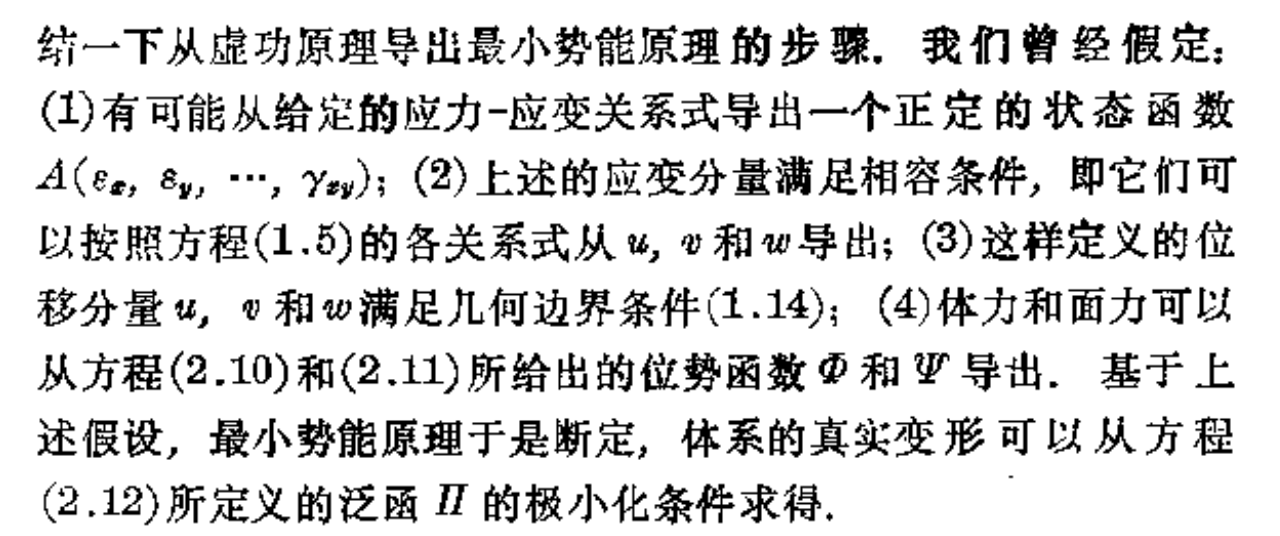 结一下从虚功原理导出最小势能原理的步骤. 我们曾经假定:
(1)有可能从给定的应力-应变关系式导出一个正定的状态函数
A(εx, εy, ···, γxy); (2)上述的应变分量满足相容条件, 即它们可
以按照方程(1.5)的各关系式从 u, v 和 w 导出; (3)这样定义的位
移分量 u, v 和 w 满足几何边界条件(1.14); (4)体力和面力可以
从方程(2.10)和(2.11)所给出的位势函数 Φ 和 Ψ 导出. 基于上
述假设, 最小势能原理于是断定, 体系的真实变形可以从方程
(2.12)所定义的泛函 Π 的极小化条件求得.